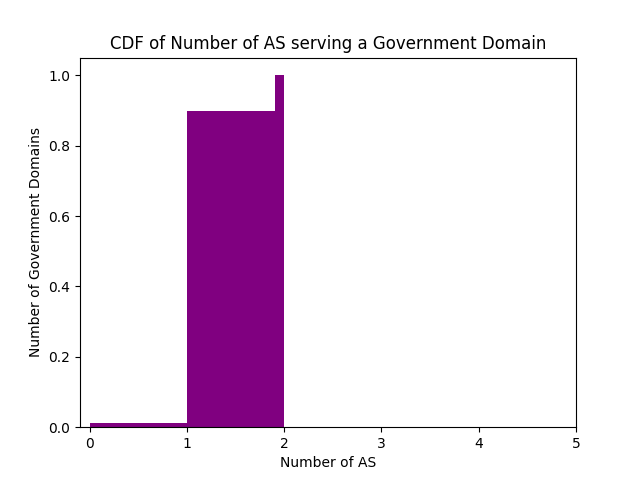 CDF of Number of AS serving a Government Domain
1.0
0.8
0.6
0.4
0.2
0.0
Number of Government Domains
0 1 2 3 4 5
Number of AS